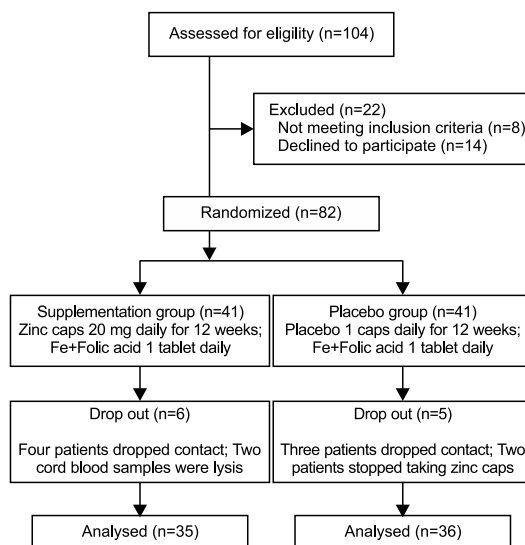 Assessed for eligibility (n=104)
Excluded (n=22)
Not meeting inclusion criteria (n=8)
Declined to participate (n=14)
Randomized (n=82)
Supplementation group (n=41)
Zinc caps 20 mg daily for 12 weeks;
Fe+Folic acid 1 tablet daily
Placebo group (n=41)
Placebo 1 caps daily for 12 weeks;
Fe+Folic acid 1 tablet daily
Drop out (n=6)
Four patients dropped contact; Two
cord blood samples were lysis
Drop out (n=5)
Three patients dropped contact; Two
patients stopped taking zinc caps
Analysed (n=35)
Analysed (n=36)